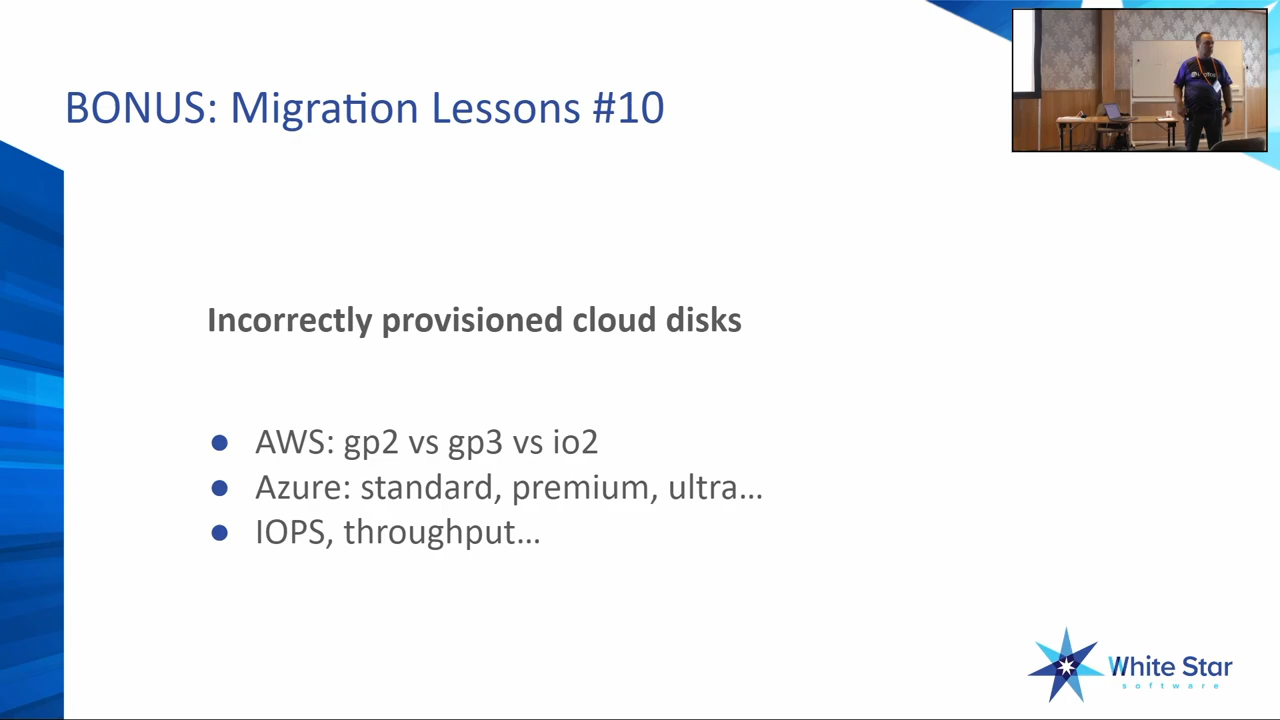 BONUS: Migration Lessons #10
Incorrectly provisioned cloud disks
● AWS: gp2 vs gp3 vs io2
● Azure: standard, premium, ultra...
● IOPS, throughput...
White Star
software